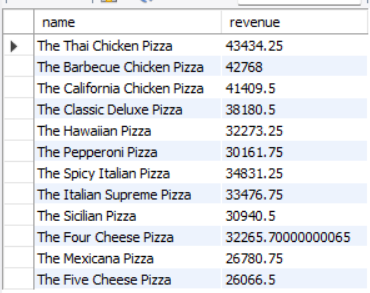 name revenue
The Thai Chicken Pizza 43434.25
The Barbecue Chicken Pizza 42768
The California Chicken Pizza 41409.5
The Classic Deluxe Pizza 38180.5
The Hawaiian Pizza 32273.25
The Pepperoni Pizza 30161.75
The Spicy Italian Pizza 34831.25
The Italian Supreme Pizza 33476.75
The Sicilian Pizza 30940.5
The Four Cheese Pizza 32265.70000000065
The Mexicana Pizza 26780.75
The Five Cheese Pizza 26066.5